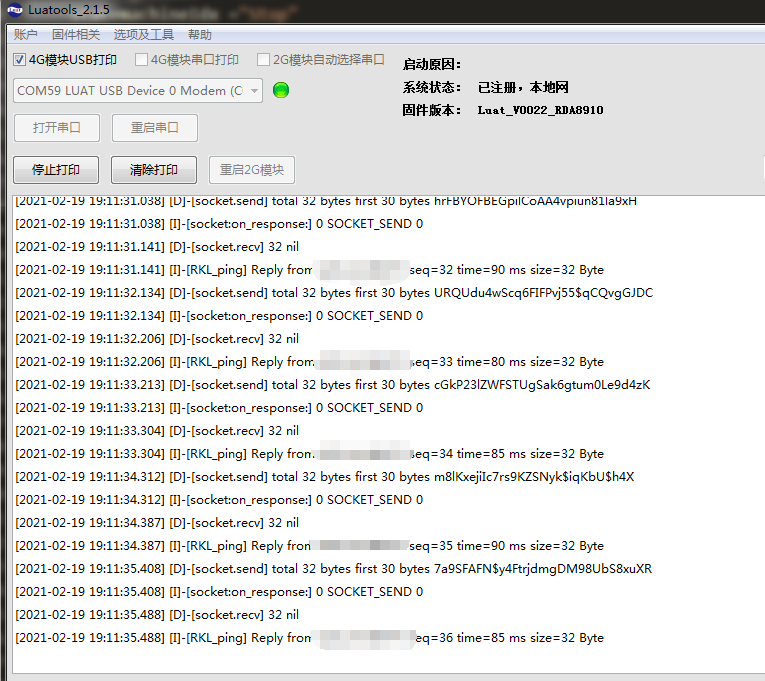 Luatools_2.1.5
账户 固件相关 选项及工具 帮助
4G模块USB打印 4G模块串口打印 2G模块自动选择串口
启动原因：
COM59 LUAT USB Device 0 Modem (C
系统状态： 已注册，本地网
固件版本： Luat_V0022_RDA8910
打开串口 重启串口
停止打印 清除打印 重启2G模块
[2021-02-19 19:11:31.038] [D]-[socket.send] total 32 bytes first 30 bytes hrFBYOFBEGpiICoAA4vpiun81Ia9xH
[2021-02-19 19:11:31.038] [I]-[socket:on_response:] 0 SOCKET_SEND 0
[2021-02-19 19:11:31.141] [D]-[socket.recv] 32 nil
[2021-02-19 19:11:31.141] [I]-[RKL_ping] Reply from seq=32 time=90 ms size=32 Byte
[2021-02-19 19:11:32.134] [D]-[socket.send] total 32 bytes first 30 bytes URQUdu4wScq6FIFPvj55$qCQvgGJDC
[2021-02-19 19:11:32.134] [I]-[socket:on_response:] 0 SOCKET_SEND 0
[2021-02-19 19:11:32.206] [D]-[socket.recv] 32 nil
[2021-02-19 19:11:32.206] [I]-[RKL_ping] Reply from seq=33 time=80 ms size=32 Byte
[2021-02-19 19:11:33.213] [D]-[socket.send] total 32 bytes first 30 bytes cGkP23lZWFSTUgSak6gtum0Le9d4zK
[2021-02-19 19:11:33.213] [I]-[socket:on_response:] 0 SOCKET_SEND 0
[2021-02-19 19:11:33.304] [D]-[socket.recv] 32 nil
[2021-02-19 19:11:33.304] [I]-[RKL_ping] Reply from seq=34 time=85 ms size=32 Byte
[2021-02-19 19:11:34.312] [D]-[socket.send] total 32 bytes first 30 bytes m8lKxejiIc7rs9KZSNyk$iqKbU$h4X
[2021-02-19 19:11:34.312] [I]-[socket:on_response:] 0 SOCKET_SEND 0
[2021-02-19 19:11:34.387] [D]-[socket.recv] 32 nil
[2021-02-19 19:11:34.387] [I]-[RKL_ping] Reply from seq=35 time=90 ms size=32 Byte
[2021-02-19 19:11:35.408] [D]-[socket.send] total 32 bytes first 30 bytes 7a9SFAFN$y4FtrjdmgDM98UbS8xuXR
[2021-02-19 19:11:35.408] [I]-[socket:on_response:] 0 SOCKET_SEND 0
[2021-02-19 19:11:35.488] [D]-[socket.recv] 32 nil
[2021-02-19 19:11:35.488] [I]-[RKL_ping] Reply from eq=36 time=85 ms size=32 Byte